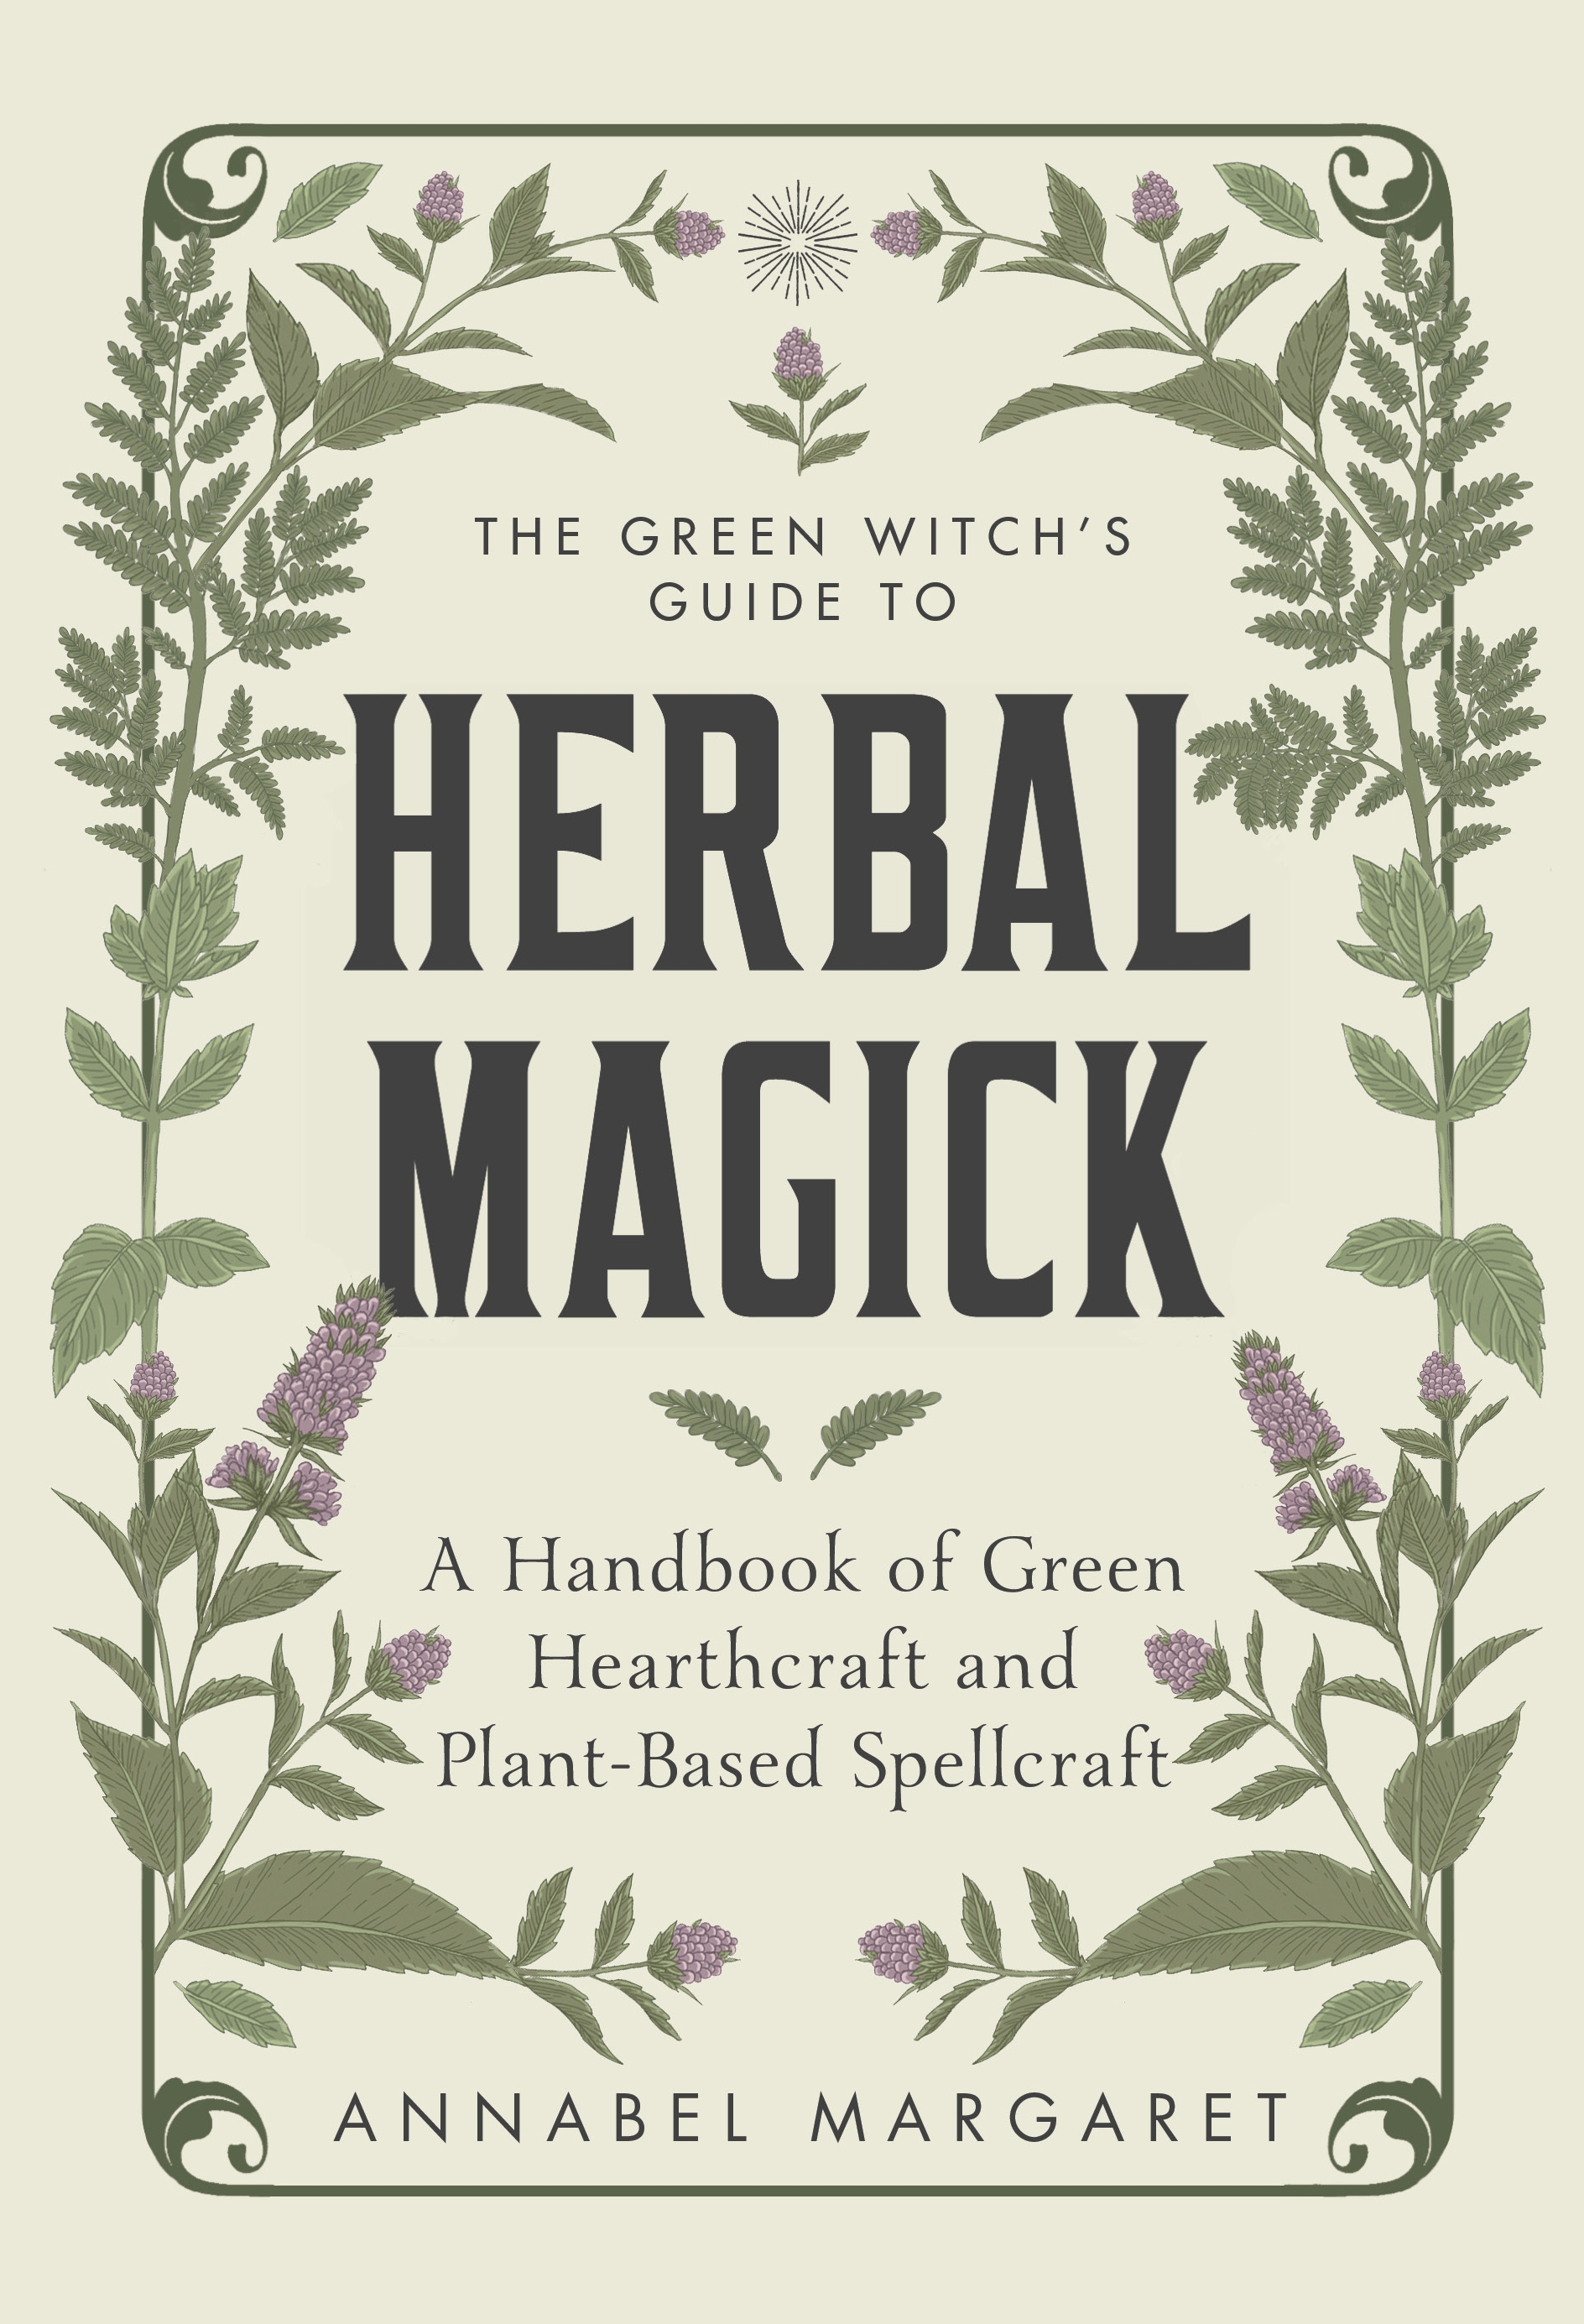 THE GREEN WITCH'S
GUIDE TO
HERBAL
MAGICK
A Handbook of Green
Hearthcraft and
Plant-Based Spellcraft
ANNABEL MARGARET